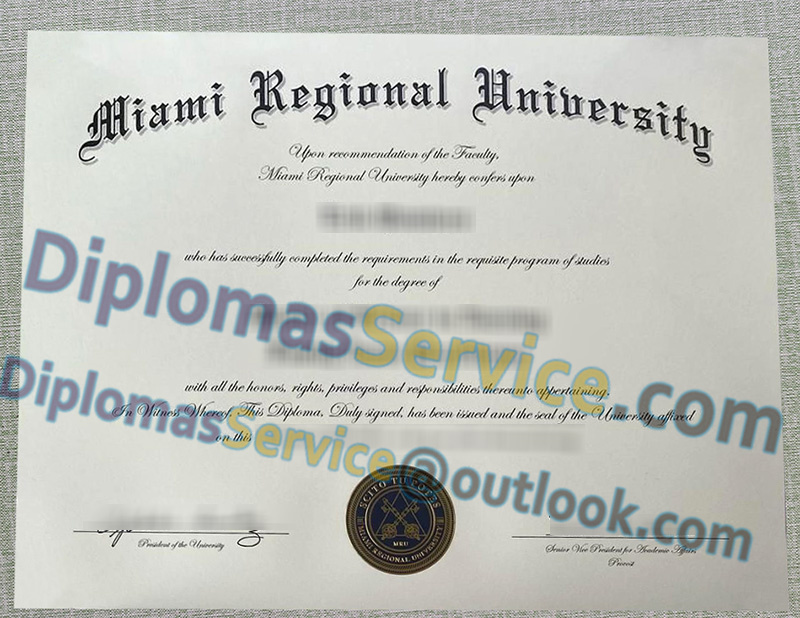 Miami Regional University
Upon recommendation of the Faculty,
Miami Regional University hereby confers upon
who has successfully completed the requirements in the requisite program of studies
for the degree of
DiplomasService.com
with all the honors, rights, privileges and responsibilities thereunto appertaining.
In Witness Whereof, This Diploma, Duly signed, has been issued and the seal of the University affixed
on this
DiplomasService@outlook.com
MRU
MIAMI REGIONAL UNIVERSITY
President of the University
Senior Vice President for Academic Affairs
Provost